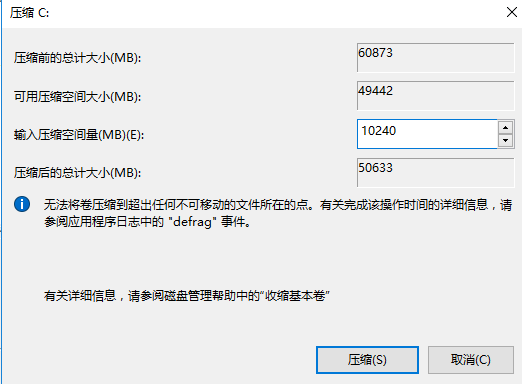 压缩 C:
压缩前的总计大小(MB):
60873
可用压缩空间大小(MB):
49442
输入压缩空间量(MB)(E):
10240
压缩后的总计大小(MB):
50633
无法将卷压缩到超出任何不可移动的文件所在的点。有关完成该操作时间的详细信息，请
参阅应用程序日志中的 "defrag" 事件。
有关详细信息，请参阅磁盘管理帮助中的“收缩基本卷”
压缩(S)
取消(C)